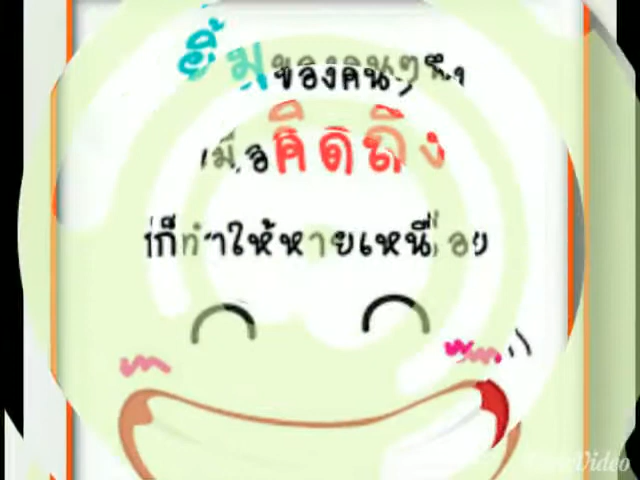 ยิ้มของคนๆนึง
เมื่อคิดถึง
ก็ทำให้หายเหนื่อย
Video